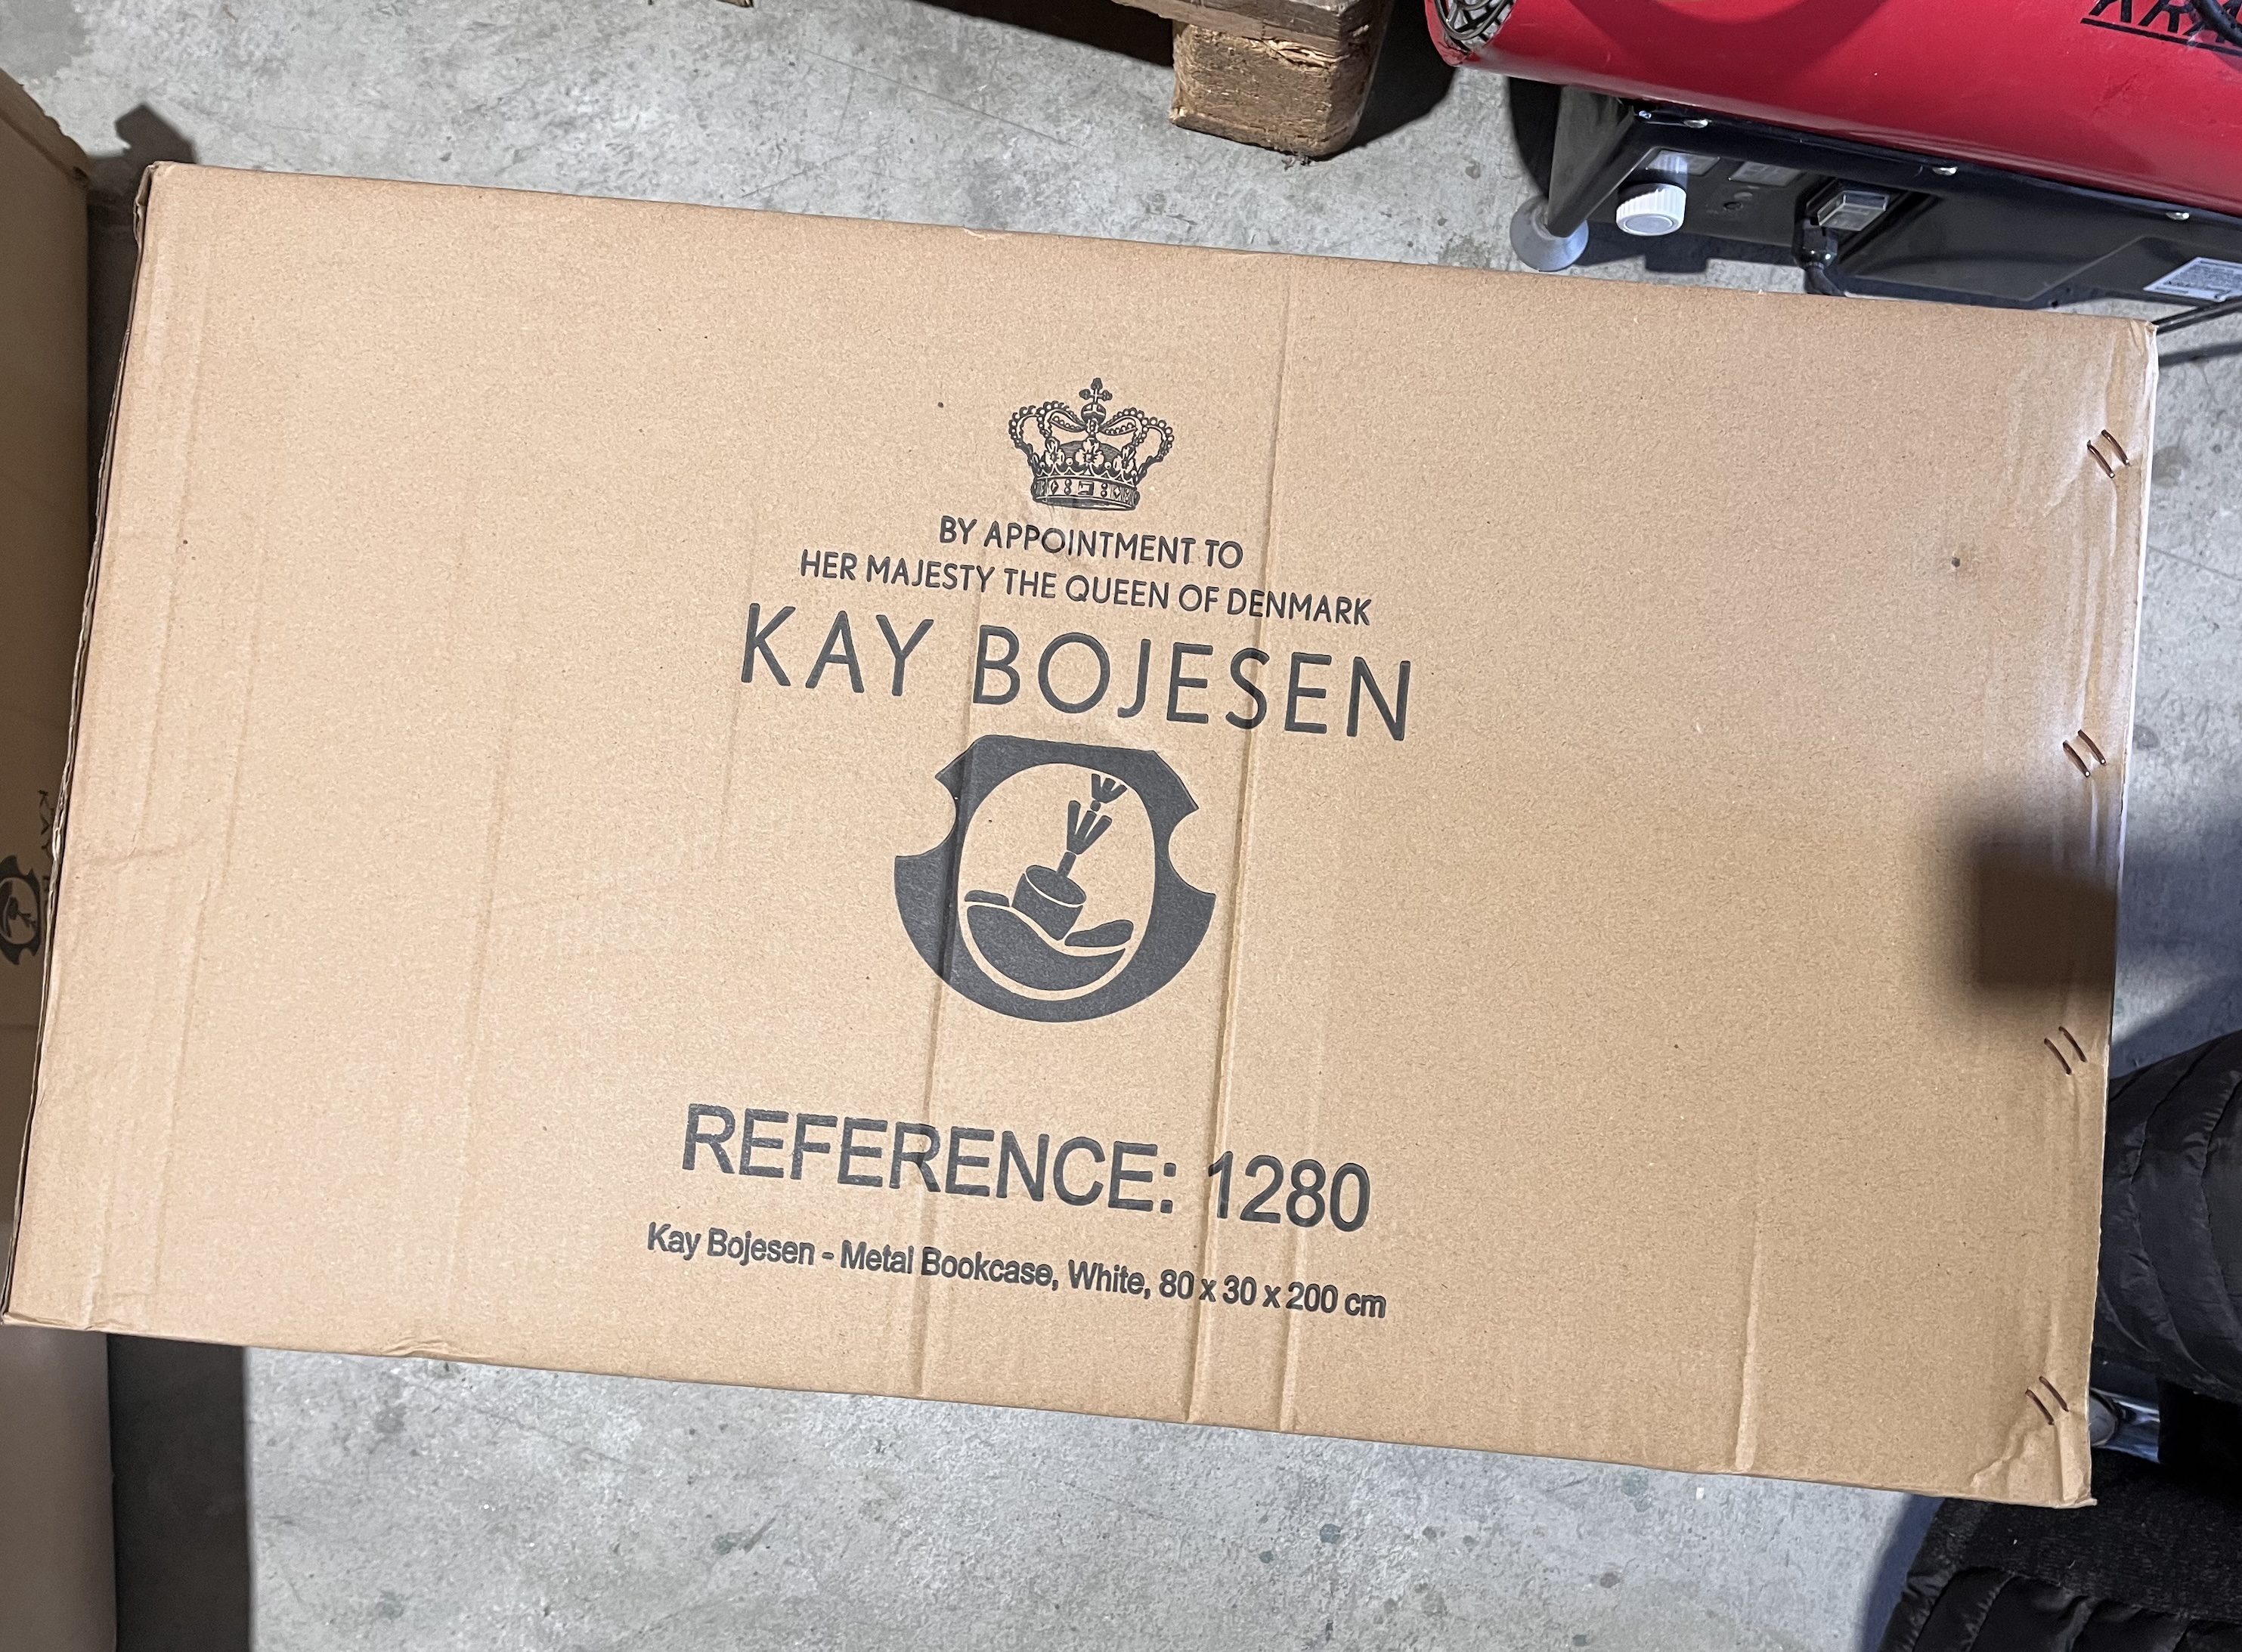 BY APPOINTMENT TO
HER MAJESTY THE QUEEN OF DENMARK
KAY BOJESEN
REFERENCE: 1280
Kay Bojesen - Metal Bookcase, White, 80 x 30 x 200 cm